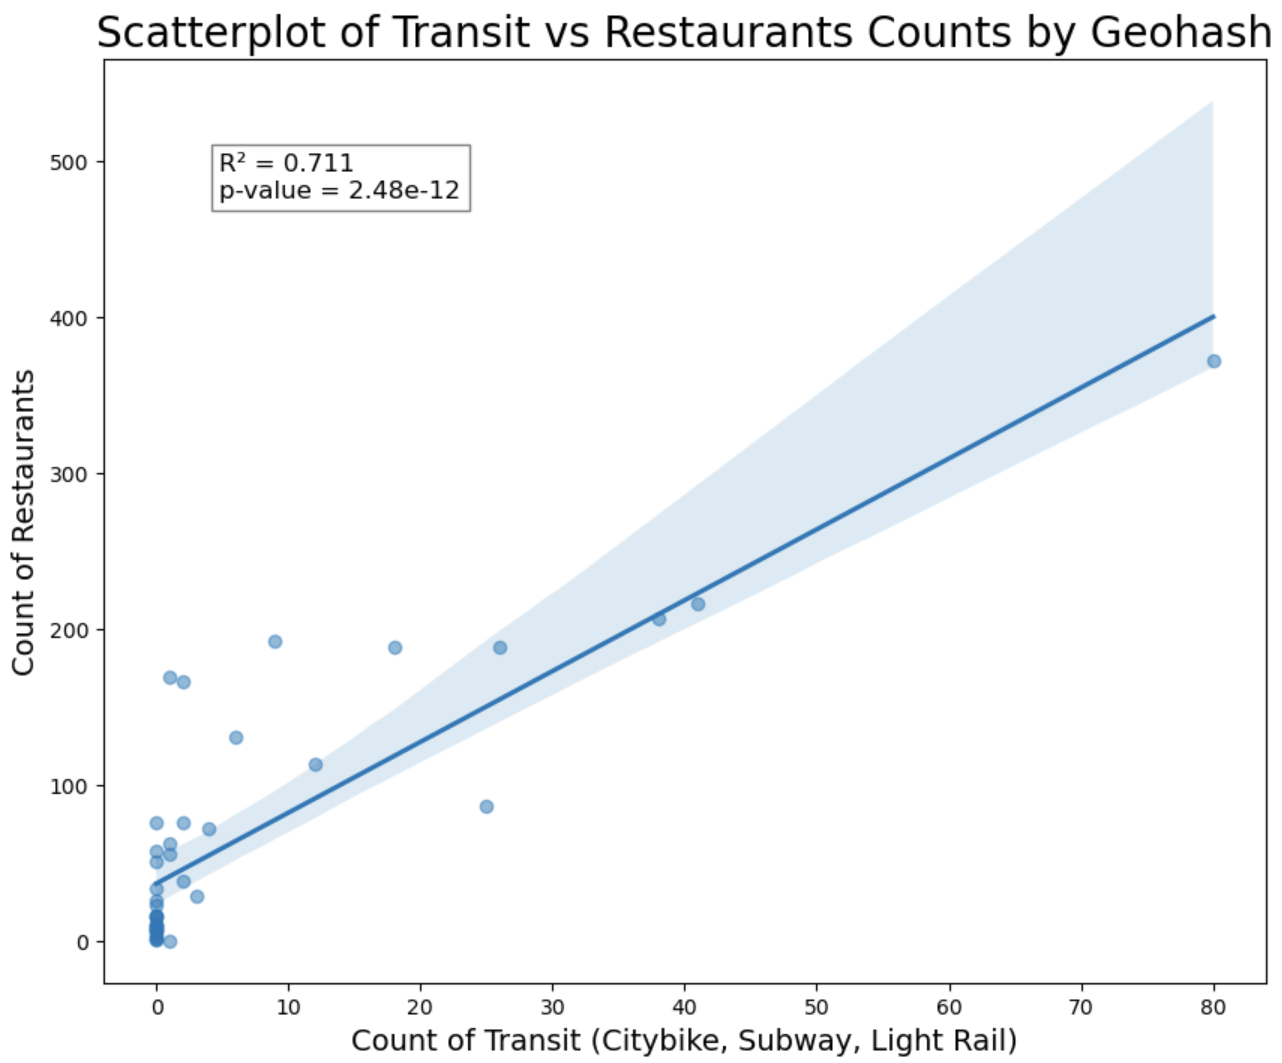 Scatterplot of Transit vs Restaurants Counts by Geohash
R² = 0.711
p-value = 2.48e-12
Count of Restaurants
500
400
300
200
100
0
0 10 20 30 40 50 60 70 80
Count of Transit (Citybike, Subway, Light Rail)